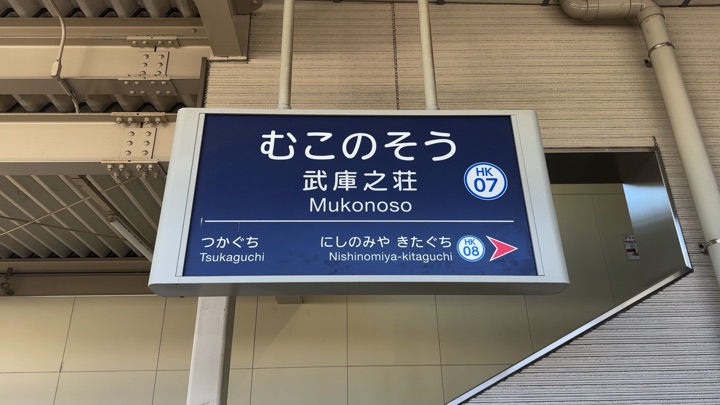 むこのそう
武庫之荘
HK
07
Mukonoso
つかぐち
Tsukaguchi
にしのみや きたぐち
Nishinomiya-kitaguchi
HK
08